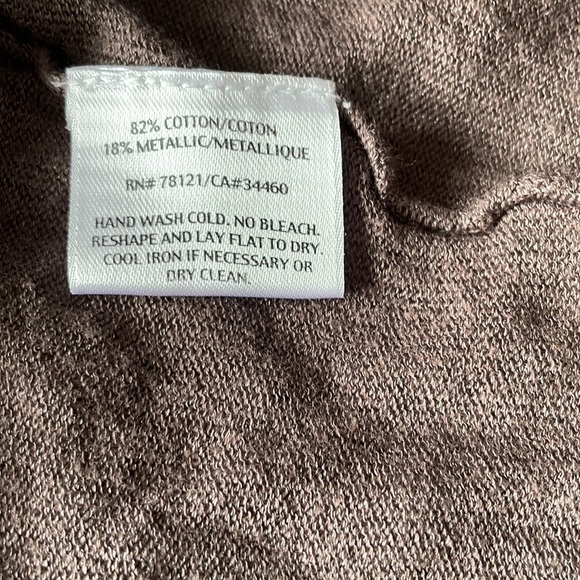 82% COTTON/COTON
18% METALLIC/METALLIQUE
RN# 78121/CA#34460
HAND WASH COLD. NO BLEACH.
RESHAPE AND LAY FLAT TO DRY.
COOL IRON IF NECESSARY OR
DRY CLEAN.